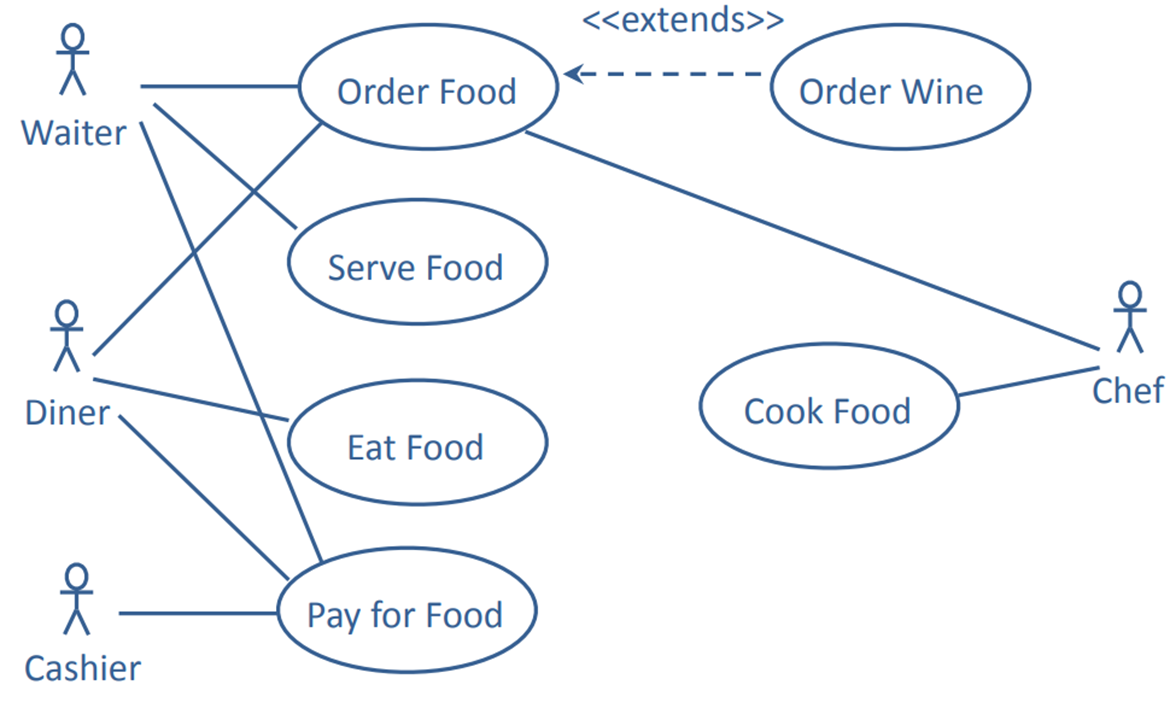 <<extends>>
Order Food
Order Wine
Waiter
Serve Food
Diner
Chef
Cook Food
Eat Food
Pay for Food
Cashier